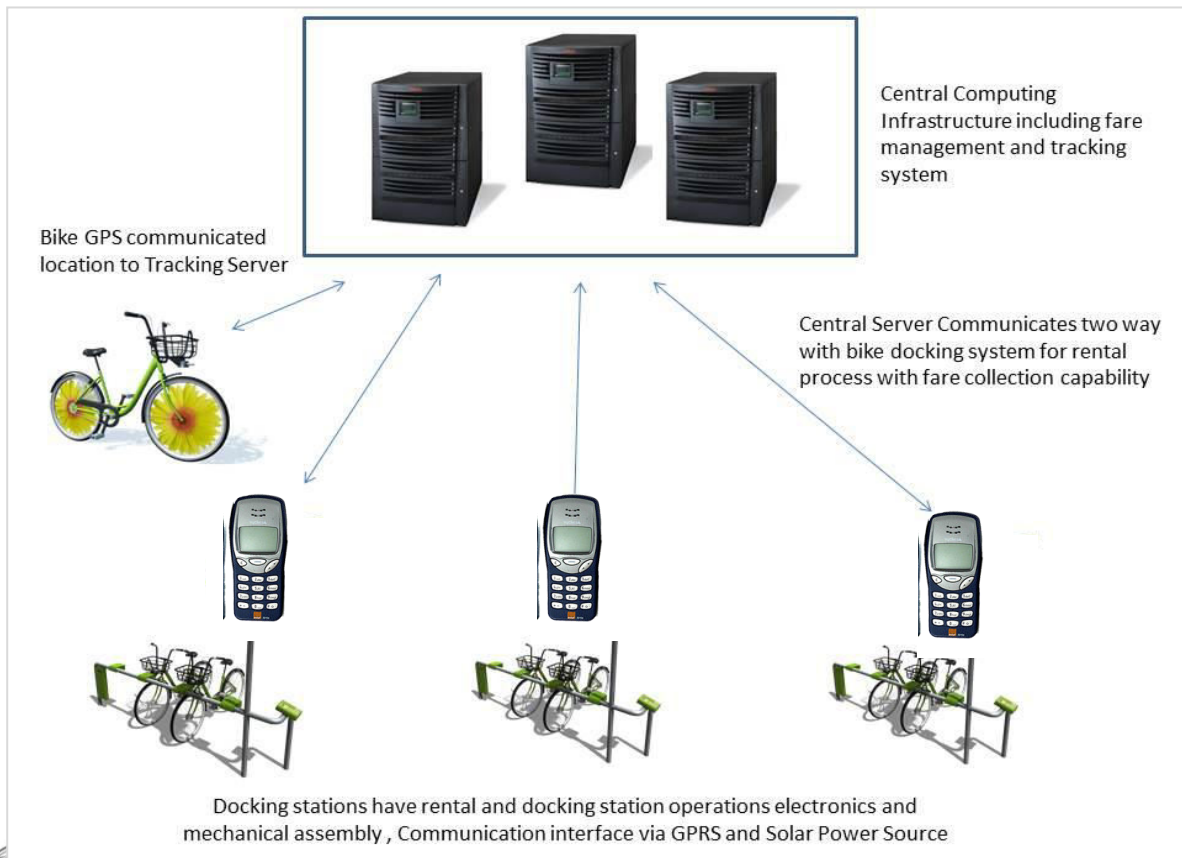 Central Computing
Infrastructure including fare
management and tracking
system
Bike GPS communicated
location to Tracking Server
Central Server Communicates two way
with bike docking system for rental
process with fare collection capability
Docking stations have rental and docking station operations electronics and
mechanical assembly , Communication interface via GPRS and Solar Power Source